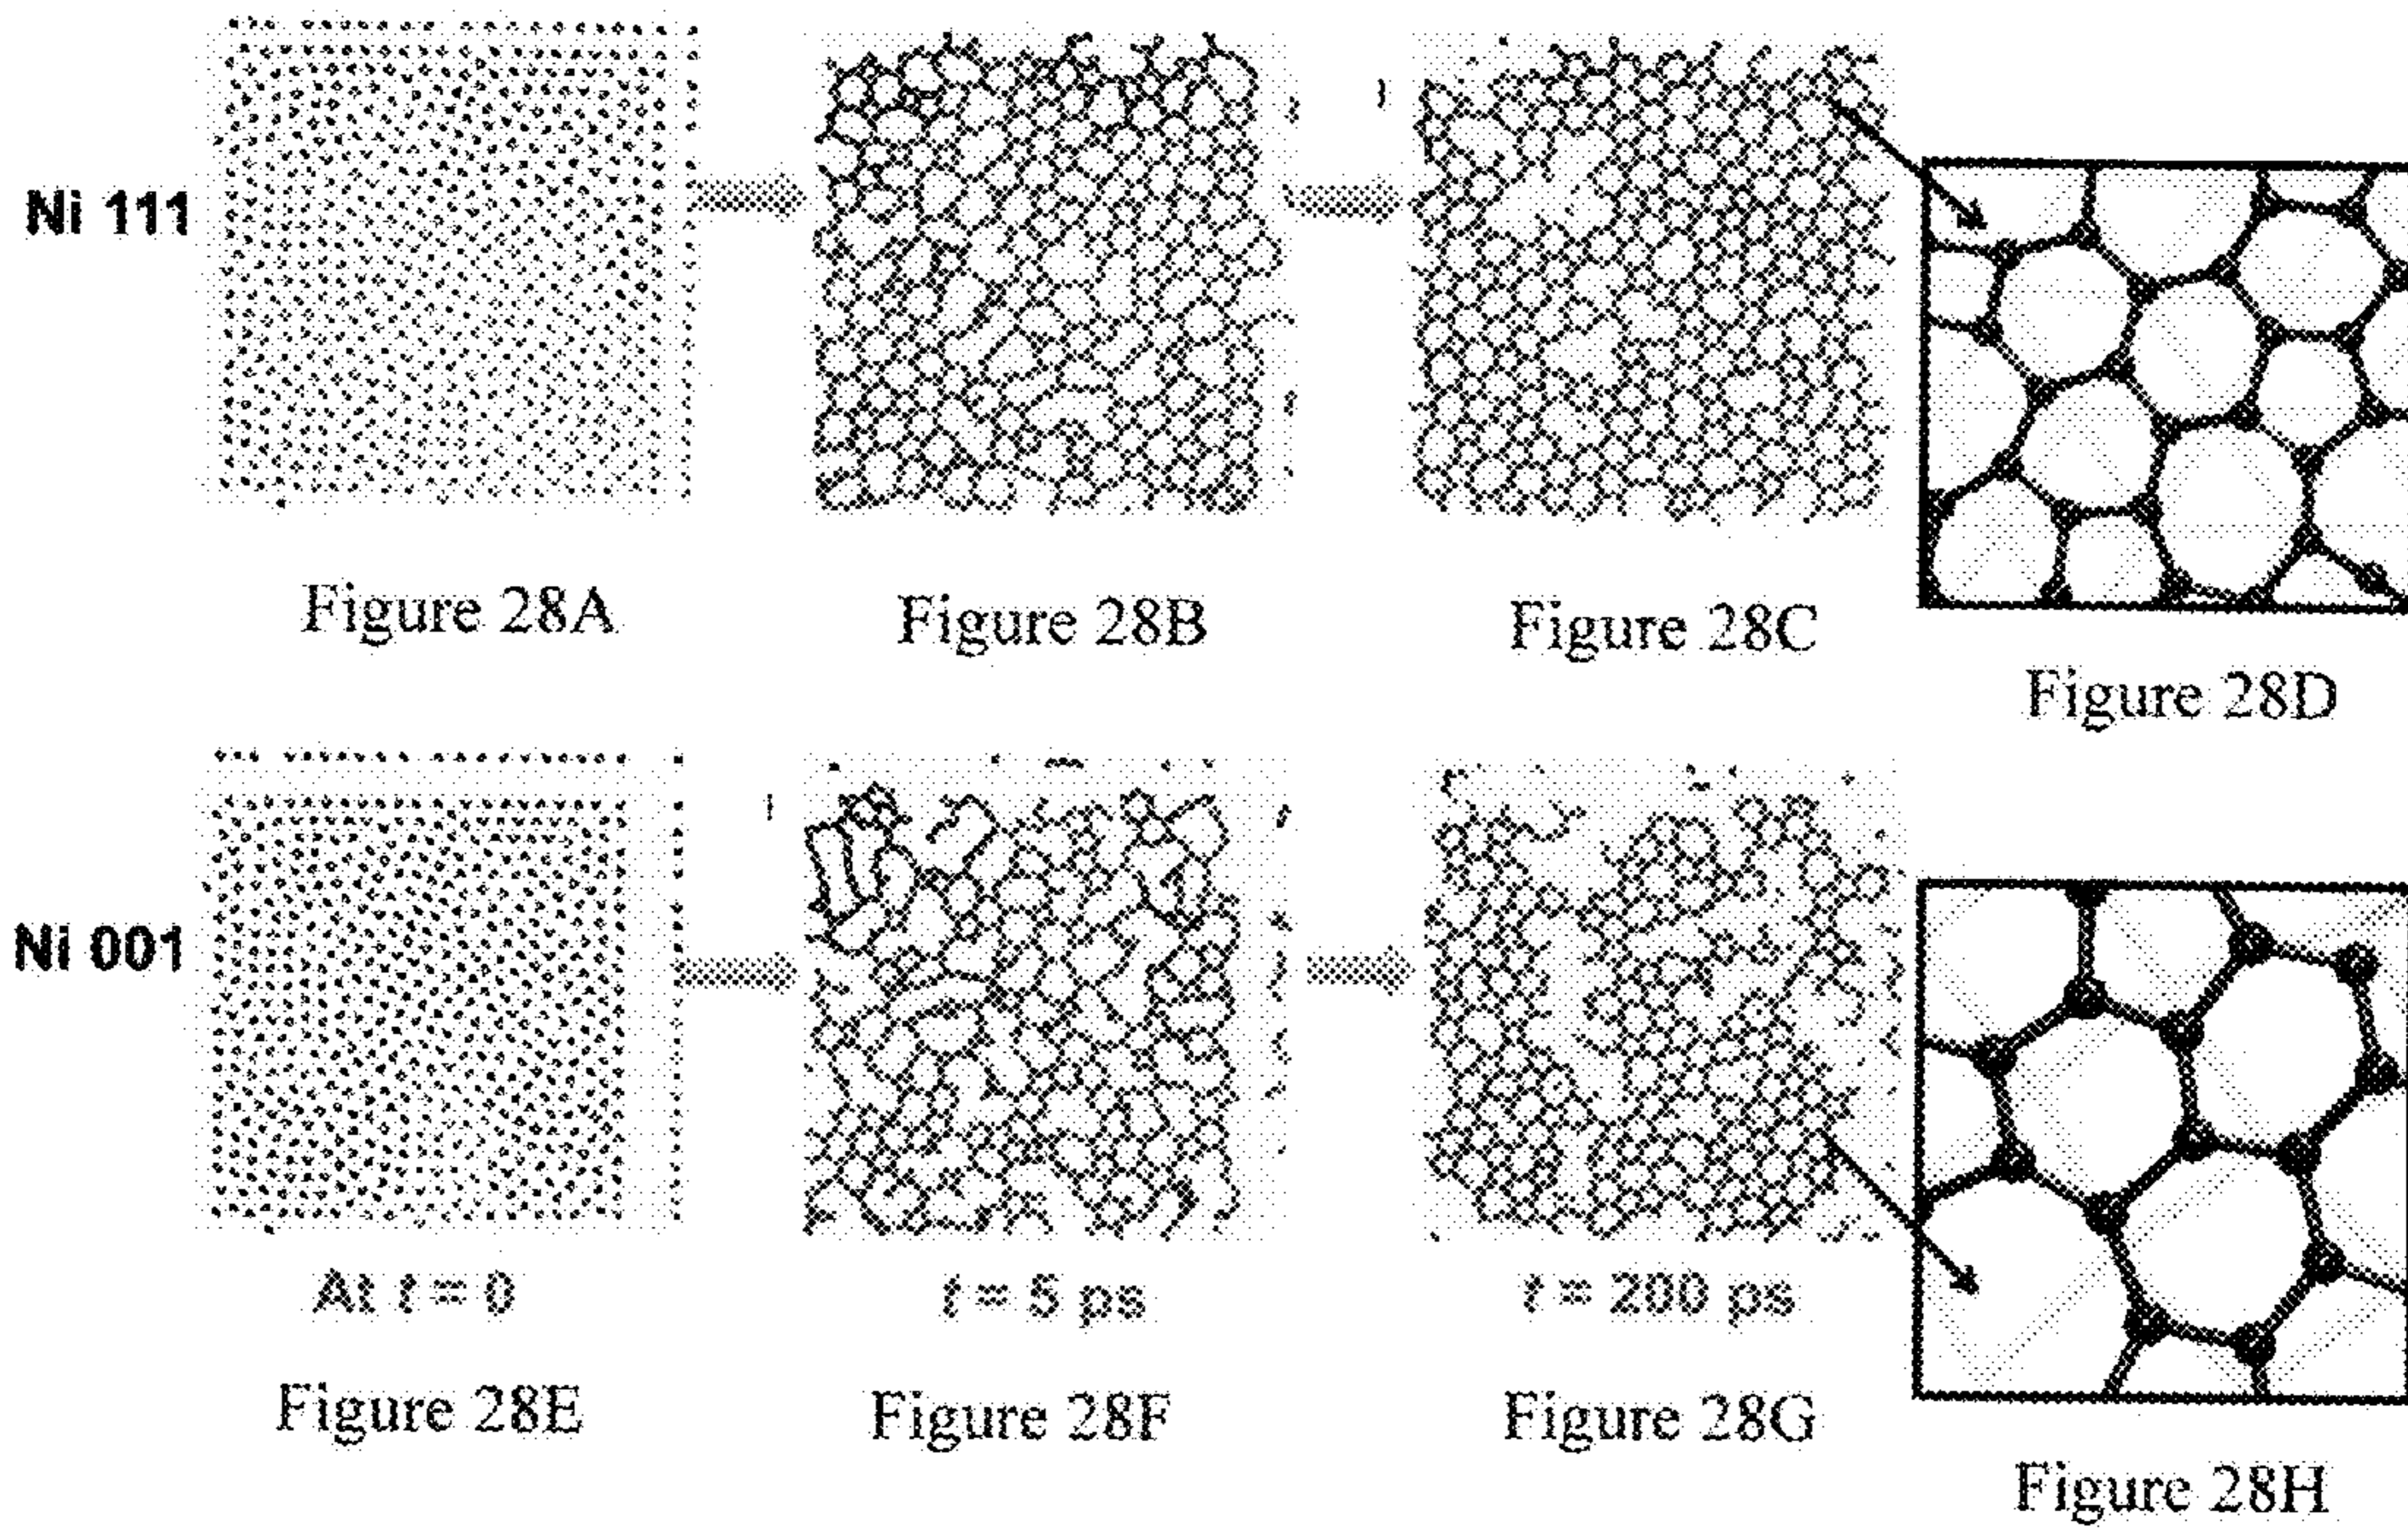 Ni 111
Figure 28A
Figure 28B
Figure 28C
Figure 28D
Ni 001
At t = 0
t = 5 ps
t = 200 ps
Figure 28E
Figure 28F
Figure 28G
Figure 28H